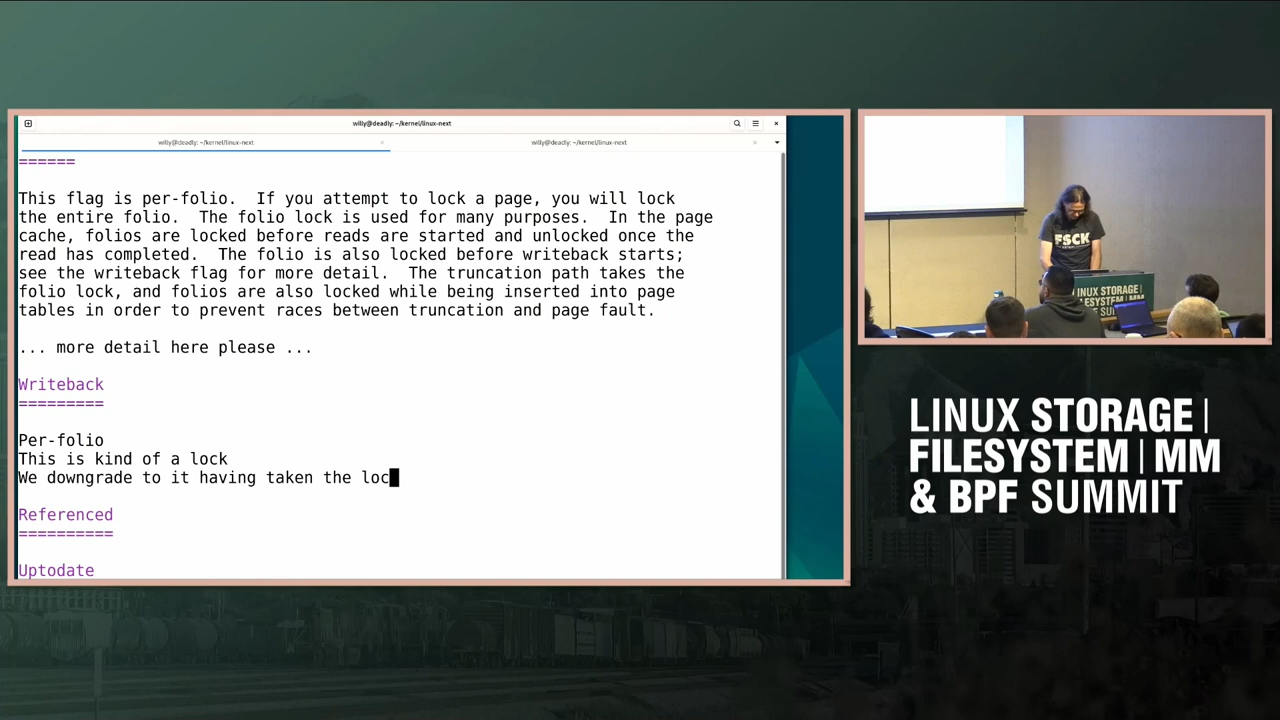 willy@deadly: ~/kernel/linux-next
willy@deadly: ~/kernel/linux-next
willy@deadly: ~/kernel/linux-next
======
This flag is per-folio.  If you attempt to lock a page, you will lock
the entire folio.  The folio lock is used for many purposes.  In the page
cache, folios are locked before reads are started and unlocked once the
read has completed.  The folio is also locked before writeback starts;
see the writeback flag for more detail.  The truncation path takes the
folio lock, and folios are also locked while being inserted into page
tables in order to prevent races between truncation and page fault.
... more detail here please ...
Writeback
=========
Per-folio
This is kind of a lock
We downgrade to it having taken the loc
Referenced
==========
Uptodate
FSCK
LINUX STORAGE |
FILESYSTEM | MM
& BPF SUMMIT
LINUX STORAGE |
FILESYSTEM | MM
& BPF SUMMIT